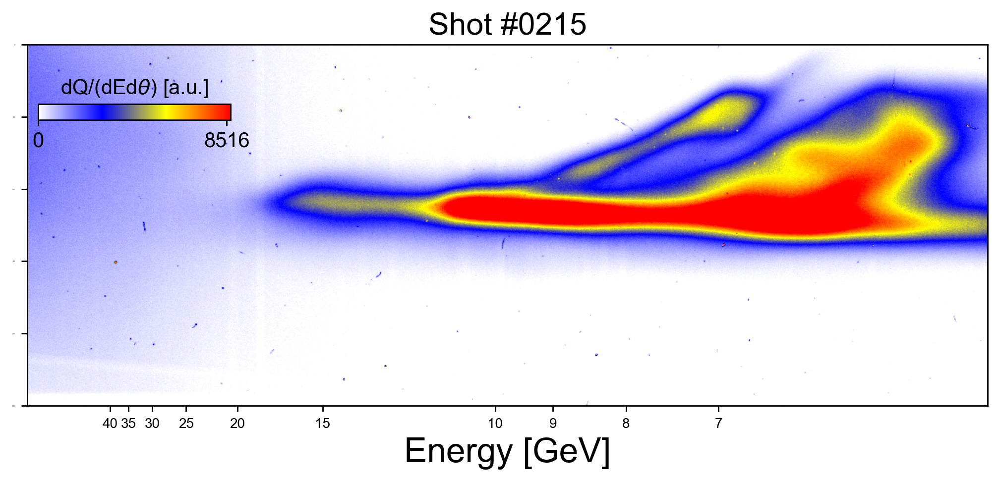 Shot #0215
dQ/(dEdθ) [a.u.]
0 8516
40 35 30 25 20 15 10 9 8 7
Energy [GeV]